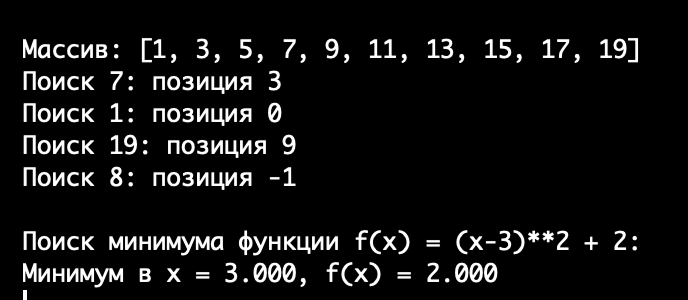 Массив: [1, 3, 5, 7, 9, 11, 13, 15, 17, 19]
Поиск 7: позиция 3
Поиск 1: позиция 0
Поиск 19: позиция 9
Поиск 8: позиция -1
Поиск минимума функции f(x) = (x-3)**2 + 2:
Минимум в x = 3.000, f(x) = 2.000